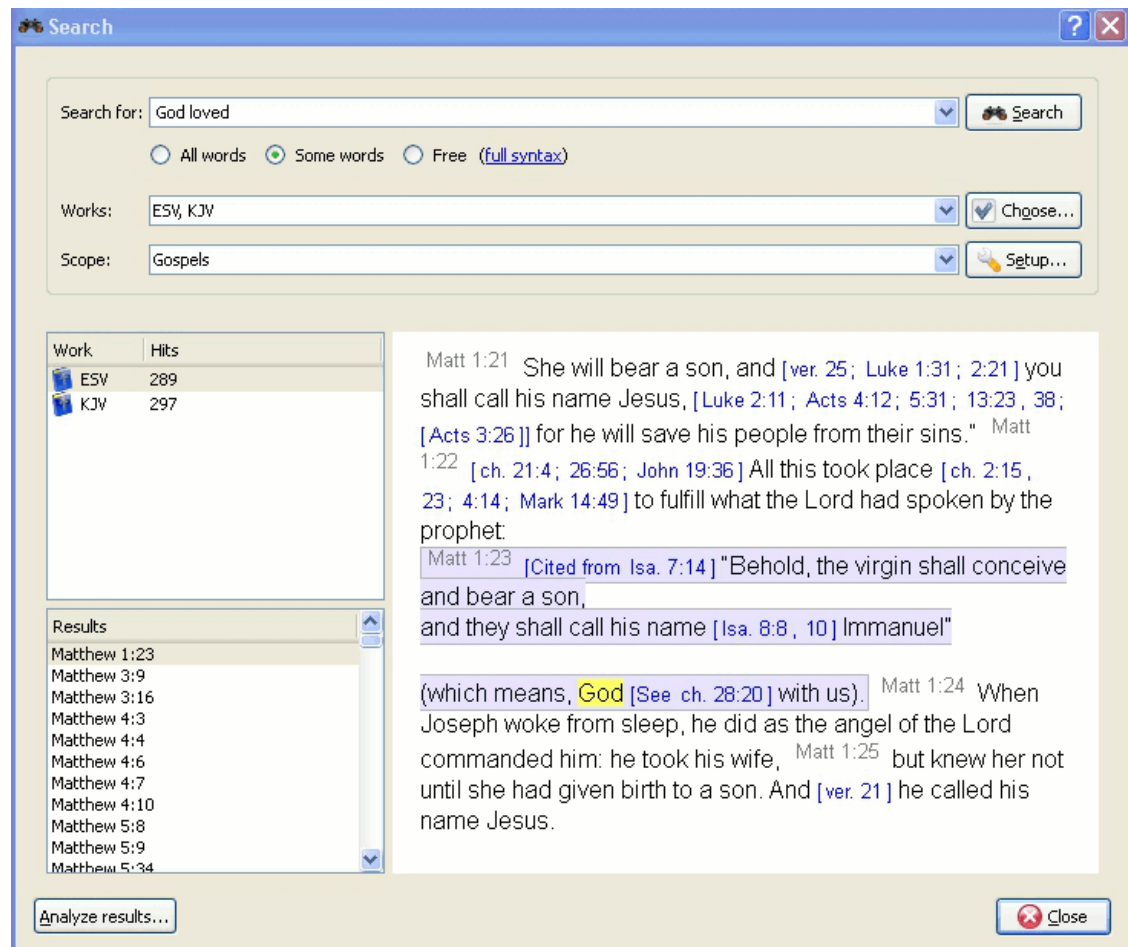 Search
Search for: God loved Search
All words Some words Free (full syntax)
Works: ESV, KJV Choose...
Scope: Gospels Setup...
Work Hits
ESV 289
KJV 297
Results
Matthew 1:23
Matthew 3:9
Matthew 3:16
Matthew 4:3
Matthew 4:4
Matthew 4:6
Matthew 4:7
Matthew 4:10
Matthew 5:8
Matthew 5:9
Matthew 5:34
Matt 1:21 She will bear a son, and [ver. 25; Luke 1:31; 2:21] you
shall call his name Jesus, [Luke 2:11; Acts 4:12; 5:31; 13:23, 38;
[Acts 3:26]] for he will save his people from their sins." Matt
1:22 [ch. 21:4; 26:56; John 19:36] All this took place [ch. 2:15,
23; 4:14; Mark 14:49] to fulfill what the Lord had spoken by the
prophet:
Matt 1:23 [Cited from Isa. 7:14] "Behold, the virgin shall conceive
and bear a son,
and they shall call his name [Isa. 8:8, 10] Immanuel"
(which means, God [See ch. 28:20] with us). Matt 1:24 When
Joseph woke from sleep, he did as the angel of the Lord
commanded him: he took his wife, Matt 1:25 but knew her not
until she had given birth to a son. And [ver. 21] he called his
name Jesus.
Analyze results... Close